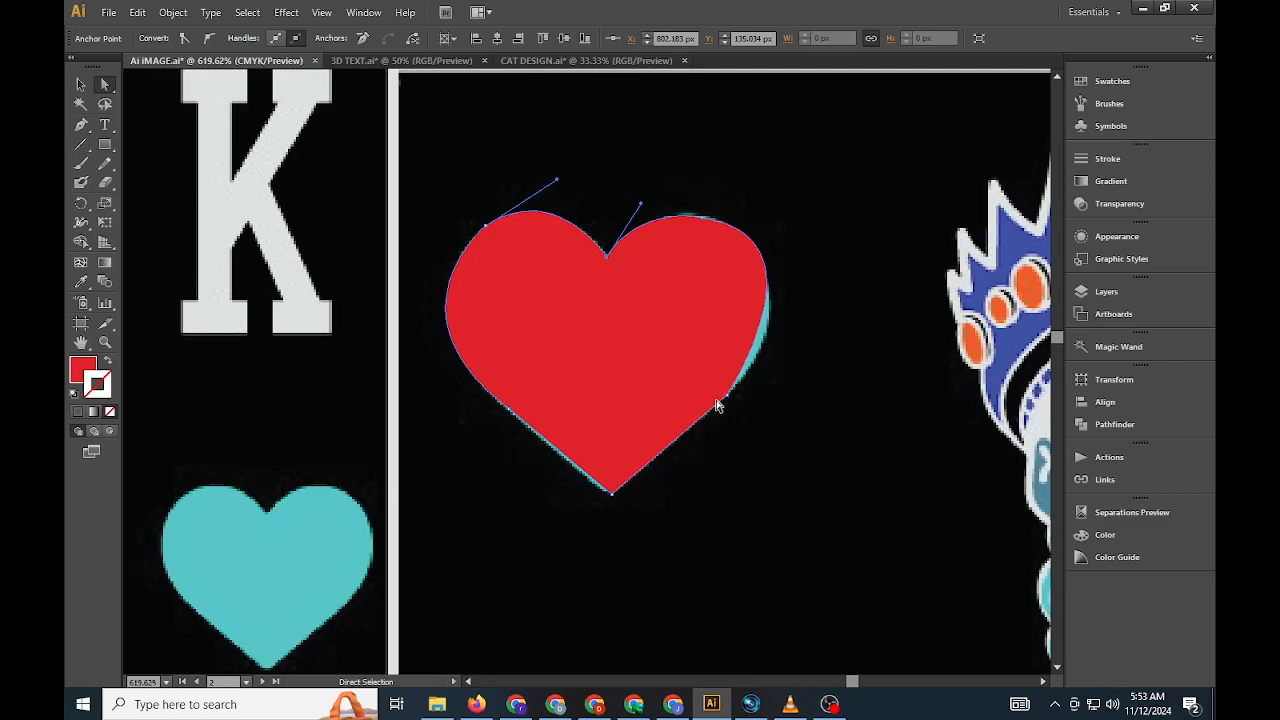 Ai File Edit Object Type Select Effect View Window Help Br Essentials
Anchor Point Convert: Handles: Anchors: X: 802.183 px Y: 135.034 px W: 0 px H: 0 px
Ai iMAGE.ai* @ 619.62% (CMYK/Preview) × 3D TEXT.ai* @ 50% (RGB/Preview) × CAT DESIGN.ai* @ 33.33% (RGB/Preview) ×
K
T
Swatches
Brushes
Symbols
Stroke
Gradient
Transparency
Appearance
Graphic Styles
Layers
Artboards
Magic Wand
Transform
Align
Pathfinder
Actions
Links
Separations Preview
Color
Color Guide
619.62% 2 Direct Selection
Type here to search
Ai
5:53 AM
11/12/2024
2